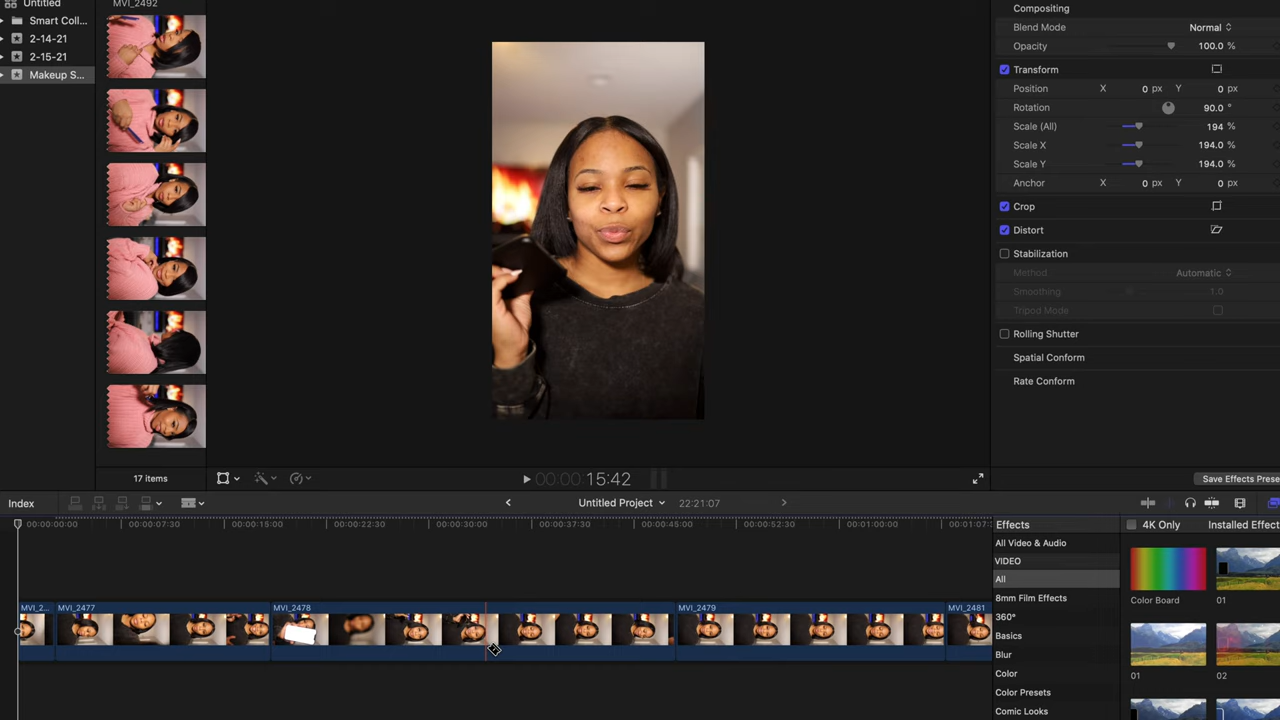 Untitled
Smart Coll...
2-14-21
2-15-21
Makeup S...
MVI_2492
17 items
Compositing
Blend Mode Normal
Opacity 100.0 %
Transform
Position X 0 px Y 0 px
Rotation 90.0 °
Scale (All) 194 %
Scale X 194.0 %
Scale Y 194.0 %
Anchor X 0 px Y 0 px
Crop
Distort
Stabilization
Method Automatic
Smoothing 1.0
Tripod Mode
Rolling Shutter
Spatial Conform
Rate Conform
Save Effects Prese
00:00:15:42
Index
Untitled Project 22:21:07
00:00:00:00 00:00:07:30 00:00:15:00 00:00:22:30 00:00:30:00 00:00:37:30 00:00:45:00 00:00:52:30 00:01:00:00 00:01:07:
MVI_2... MVI_2477 MVI_2478 MVI_2479 MVI_2481
Effects
4K Only Installed Effect
All Video & Audio
VIDEO
All
8mm Film Effects
360°
Basics
Blur
Color
Color Presets
Comic Looks
Color Board 01
01 02